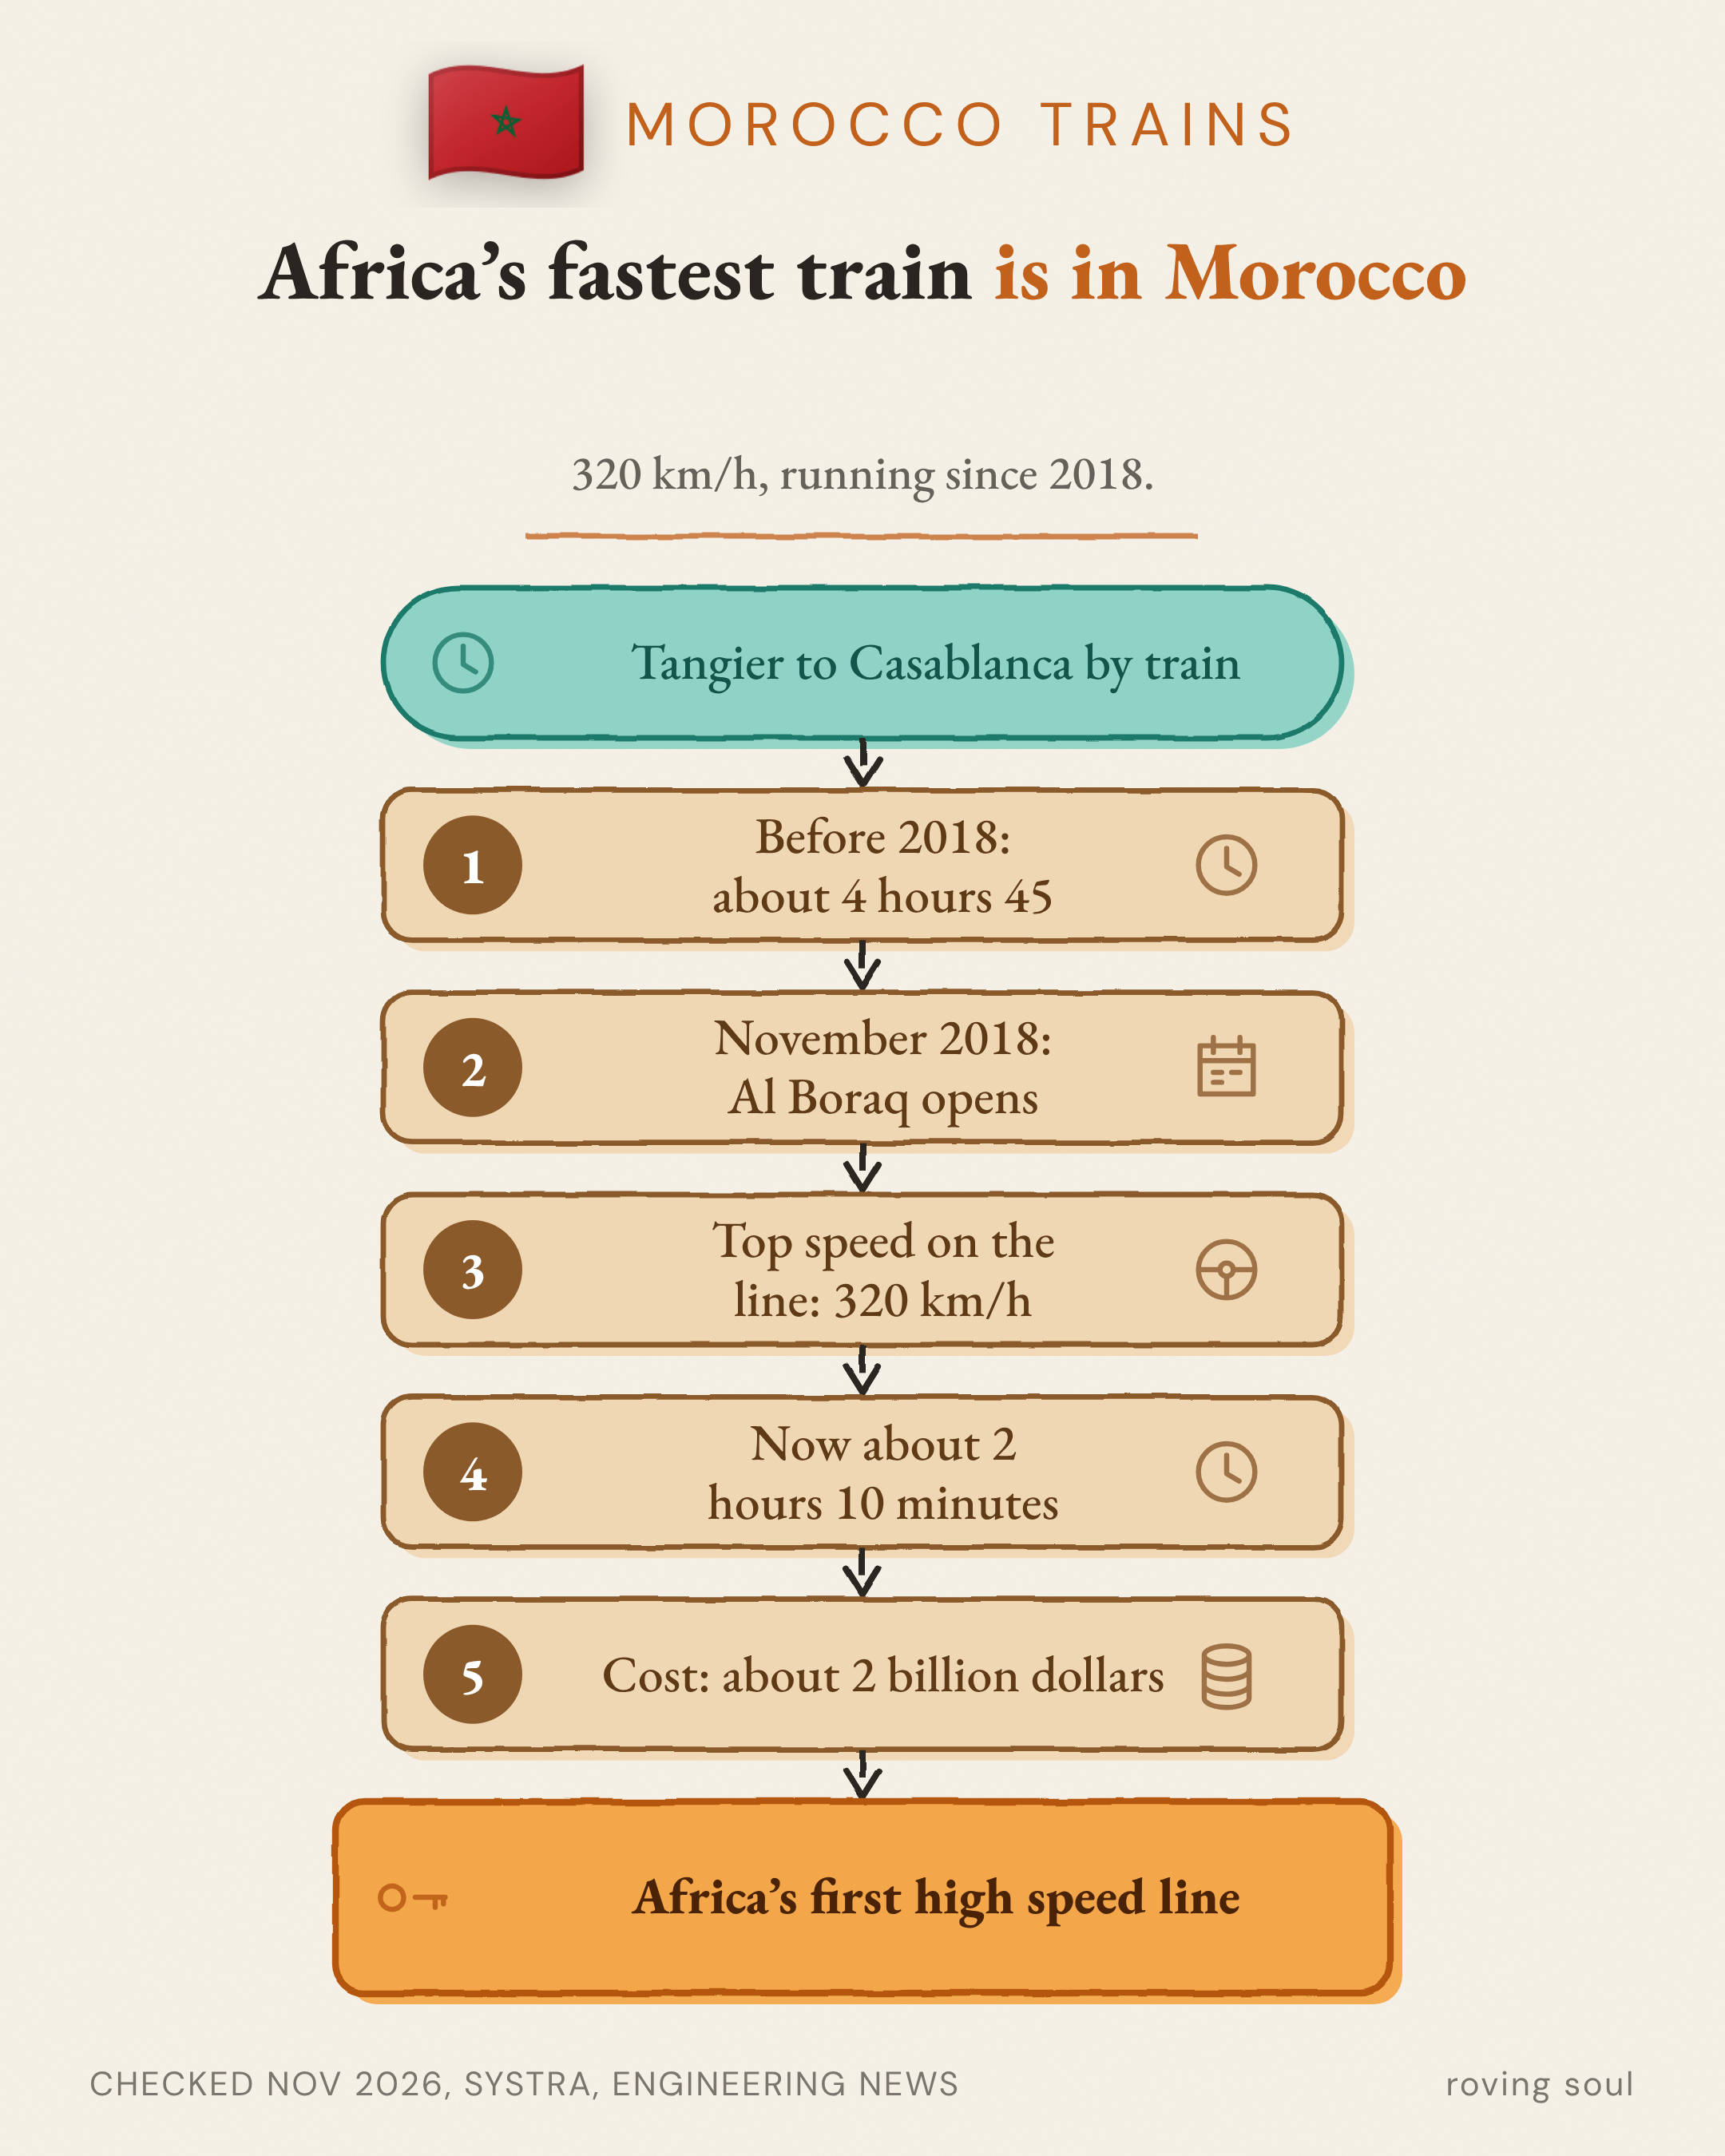 MOROCCO TRAINS
Africa’s fastest train is in Morocco
320 km/h, running since 2018.
Tangier to Casablanca by train
1
Before 2018:
about 4 hours 45
2
November 2018:
Al Boraq opens
3
Top speed on the
line: 320 km/h
4
Now about 2
hours 10 minutes
5
Cost: about 2 billion dollars
Africa’s first high speed line
CHECKED NOV 2026, SYSTRA, ENGINEERING NEWS
roving soul